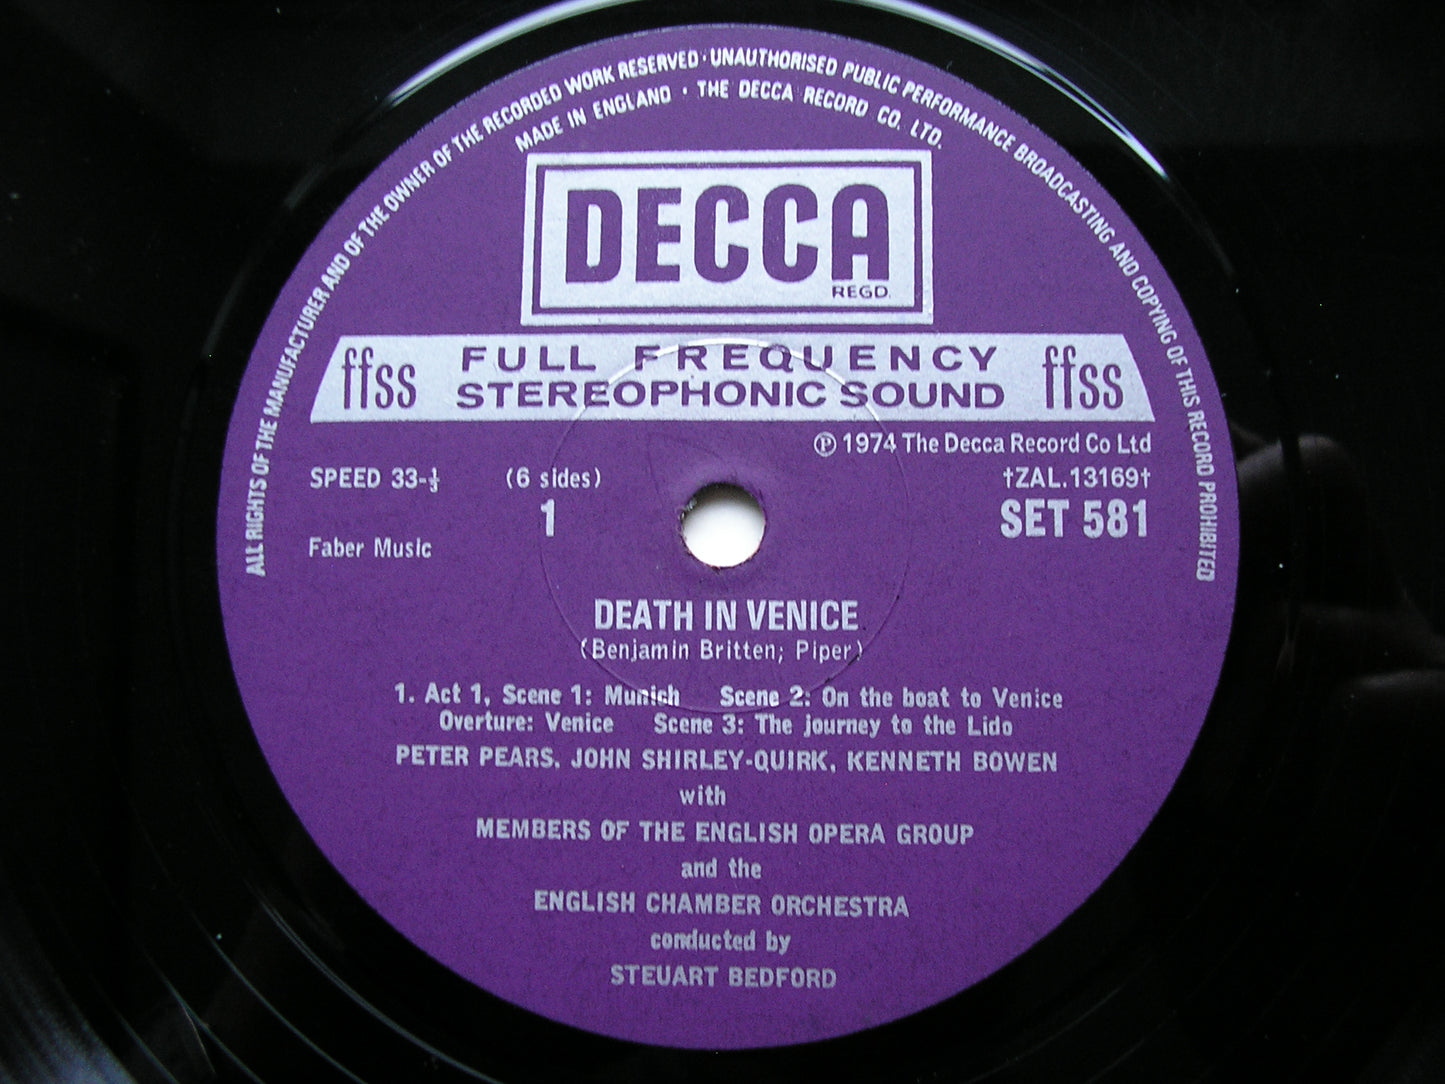 ALL RIGHTS OF THE MANUFACTURER AND OF THE OWNER OF THE RECORDED WORK RESERVED · UNAUTHORISED PUBLIC PERFORMANCE BROADCASTING AND COPYING OF THIS RECORD PROHIBITED
MADE IN ENGLAND · THE DECCA RECORD CO. LTD.
DECCA
REGD.
ffss FULL FREQUENCY ffss
STEREOPHONIC SOUND
℗ 1974 The Decca Record Co Ltd
SPEED 33-⅓ (6 sides) †ZAL.13169†
1 SET 581
Faber Music
DEATH IN VENICE
(Benjamin Britten; Piper)
1. Act 1, Scene 1: Munich Scene 2: On the boat to Venice
Overture: Venice Scene 3: The journey to the Lido
PETER PEARS, JOHN SHIRLEY-QUIRK, KENNETH BOWEN
with
MEMBERS OF THE ENGLISH OPERA GROUP
and the
ENGLISH CHAMBER ORCHESTRA
conducted by
STEUART BEDFORD